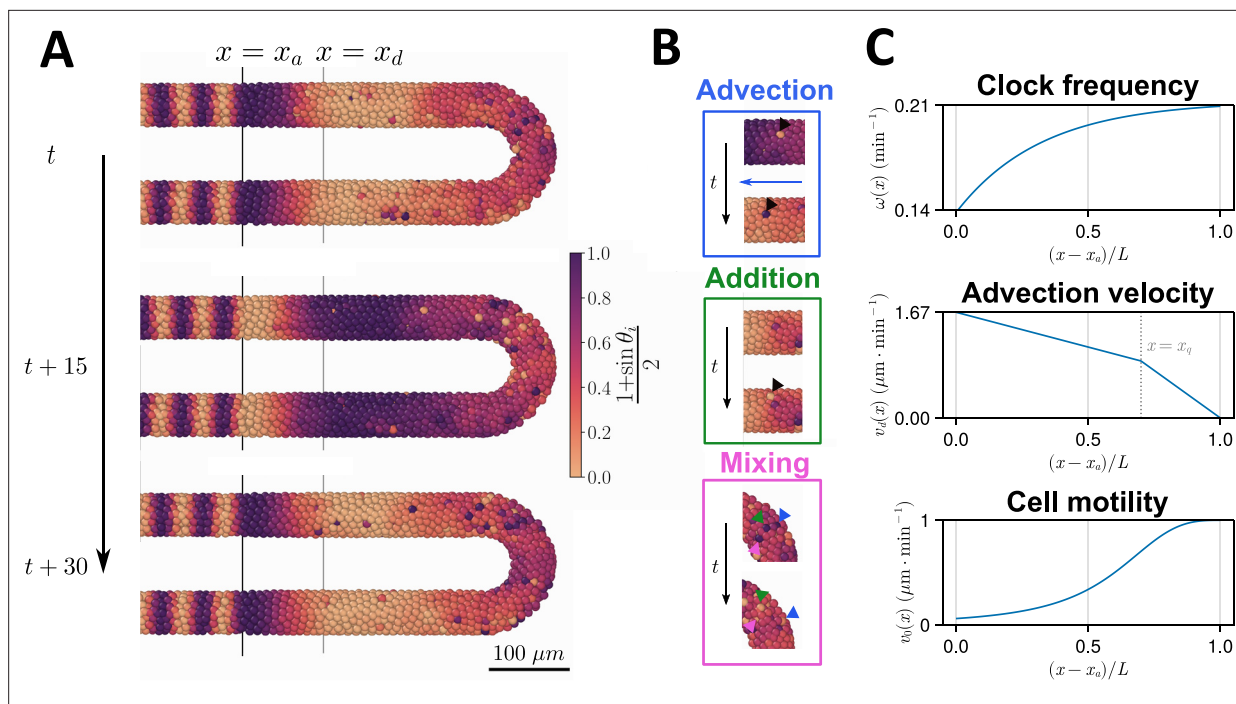 A
x = x_a x = x_d
t
t + 15
t + 30
1.0
0.8
0.6
0.4
0.2
0.0
1+sin θ_i
2
100 μm
B
Advection
t
Addition
t
Mixing
t
C
Clock frequency
0.21
0.14
ω(x) (min⁻¹)
0.0 0.5 1.0
(x − x_a)/L
Advection velocity
1.67
x = x_q
0.00
v_d(x) (μm · min⁻¹)
0.0 0.5 1.0
(x − x_a)/L
Cell motility
1
0
v_0(x) (μm · min⁻¹)
0.0 0.5 1.0
(x − x_a)/L